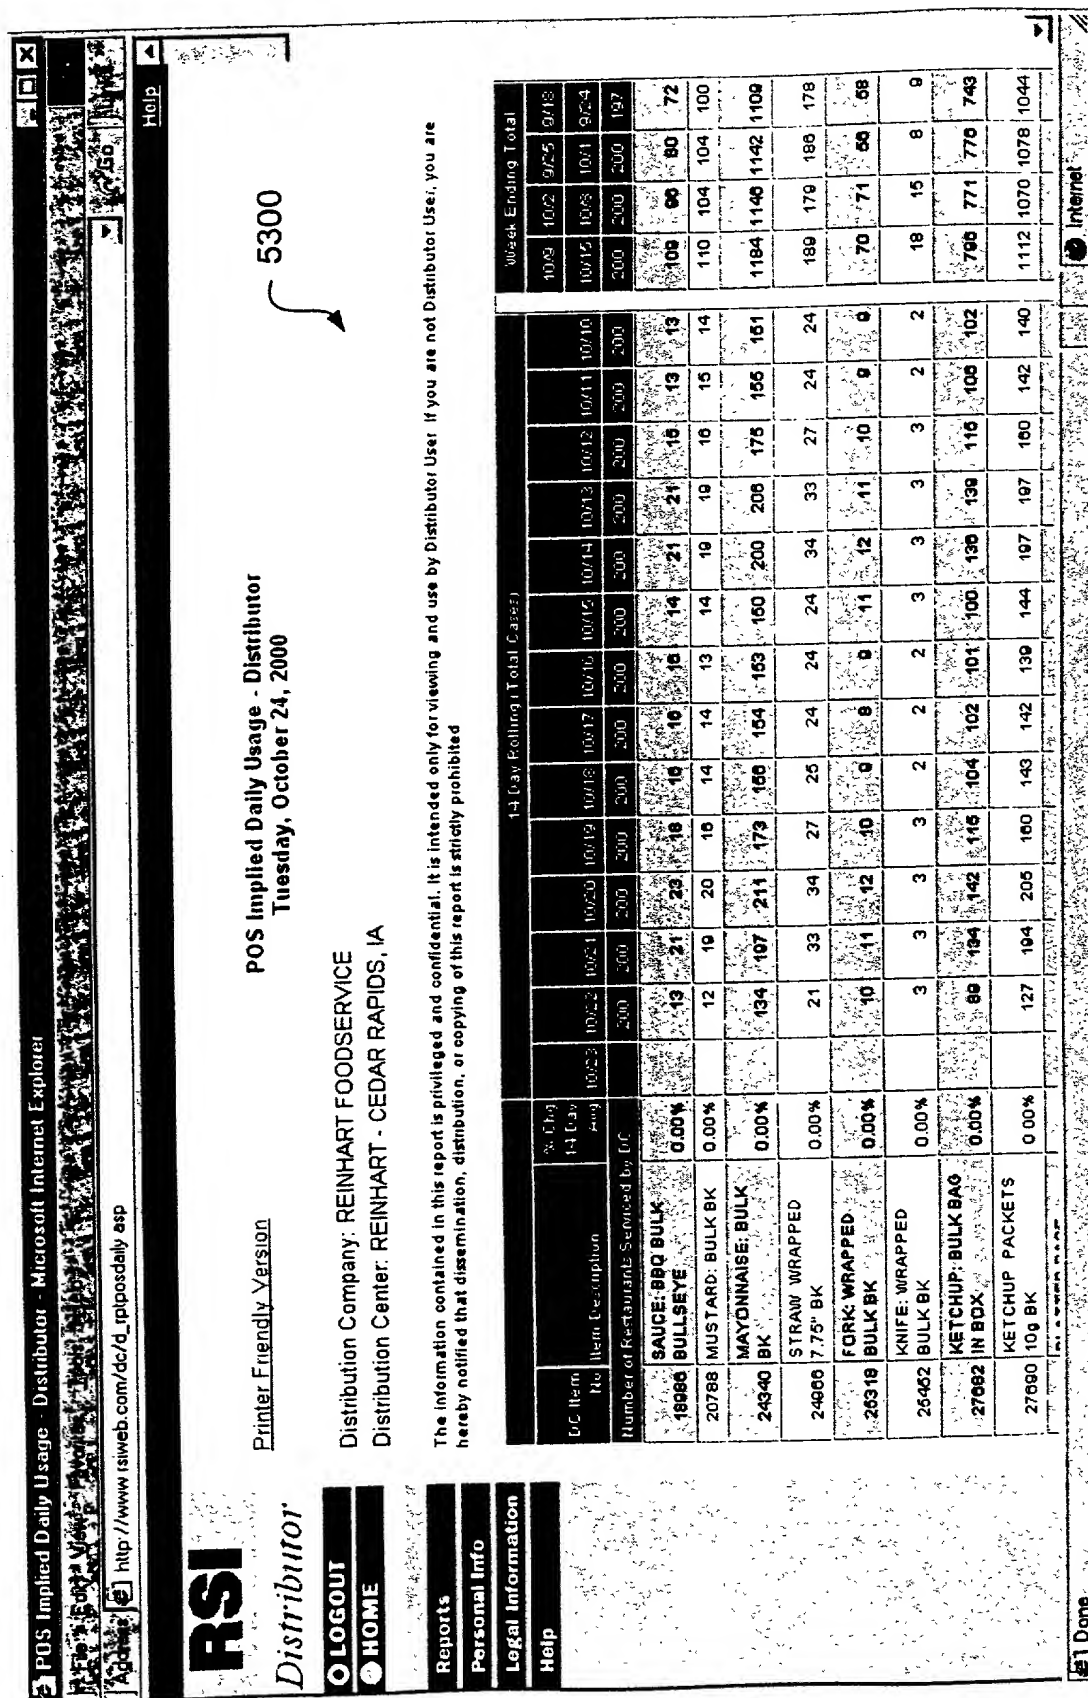 POS Implied Daily Usage - Distributor - Microsoft Internet Explorer
File Edit View Favorites Tools Help
Address http://www rsiweb.com/dc/d_rptposdaily asp
Go
Help
RSI
Distributor
LOGOUT
HOME
Reports
Personal Info
Legal Information
Help
Printer Friendly Version
POS Implied Daily Usage - Distributor
Tuesday, October 24, 2000
5300
Distribution Company: REINHART FOODSERVICE
Distribution Center: REINHART - CEDAR RAPIDS, IA
The information contained in this report is privileged and confidential. It is intended only for viewing and use by Distributor User If you are not Distributor User, you are
hereby notified that dissemination, distribution, or copying of this report is strictly prohibited
14 Day Rolling Total Cases) Week Ending Total
% Chg 10/9 10/2 9/25 9/18
DC Item No Item Description 14 Day Avg 10/23 10/22 10/21 10/20 10/19 10/18 10/17 10/16 10/15 10/14 10/13 10/12 10/11 10/10 10/15 10/8 10/1 9/24
Number of Restaurants Serviced by DC 200 200 200 200 200 200 200 200 200 200 200 200 200 200 200 200 197
18986 SAUCE: BBQ BULK BULLSEYE 0.00% 13 21 23 18 16 16 16 14 21 21 15 13 13 109 96 80 72
20788 MUSTARD: BULK BK 0.00% 12 19 20 16 14 14 13 14 19 19 16 15 14 110 104 104 100
24340 MAYONNAISE: BULK BK 0.00% 134 197 211 173 156 154 153 160 200 206 175 155 151 1184 1146 1142 1109
24966 STRAW WRAPPED 7.75" BK 0.00% 21 33 34 27 25 24 24 24 34 33 27 24 24 189 179 186 178
25318 FORK: WRAPPED BULK BK 0.00% 10 11 12 10 9 8 9 11 12 11 10 9 9 70 71 56 58
25462 KNIFE: WRAPPED BULK BK 0.00% 3 3 3 3 2 2 2 3 3 3 3 2 2 18 15 8 9
27682 KETCHUP: BULK BAG IN BOX 0.00% 89 134 142 115 104 102 101 100 136 139 116 106 102 796 771 776 743
27690 KETCHUP PACKETS 10g BK 0 00% 127 194 205 160 143 142 139 144 197 197 160 142 140 1112 1070 1078 1044
Done
Internet